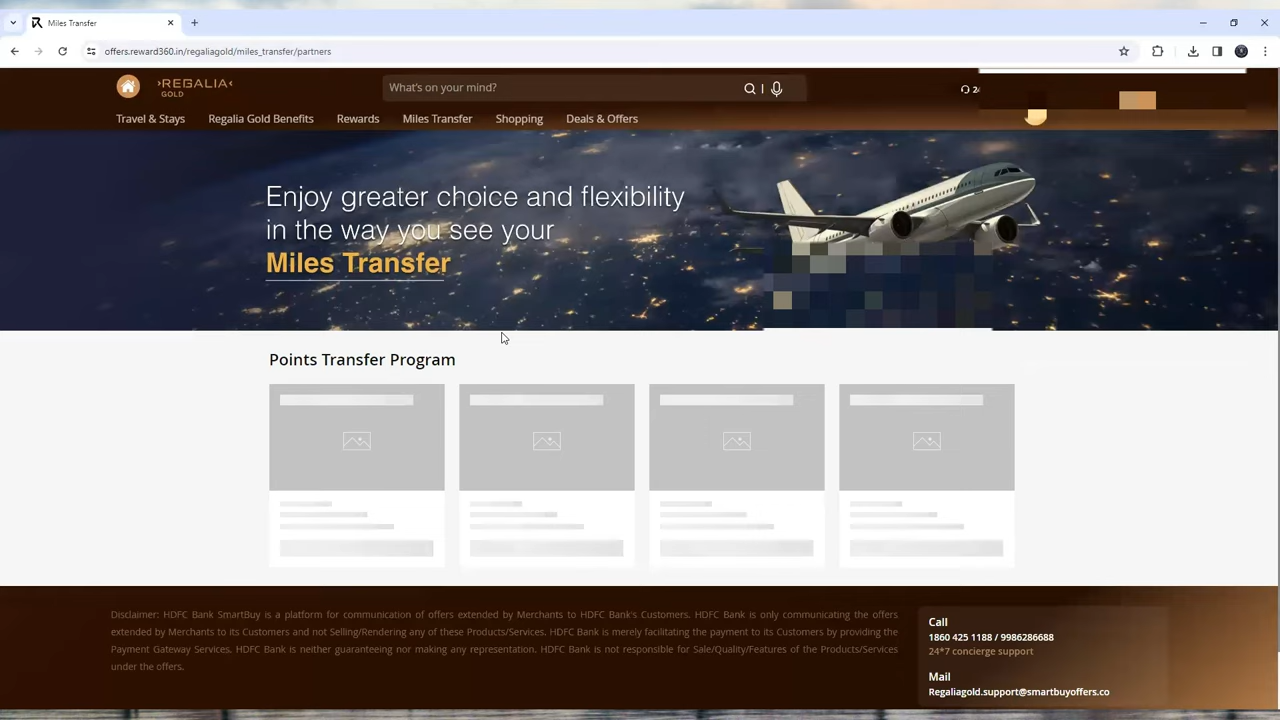 Miles Transfer
offers.reward360.in/regaliagold/miles_transfer/partners
REGALIA
GOLD
What's on your mind?
Travel & Stays
Regalia Gold Benefits
Rewards
Miles Transfer
Shopping
Deals & Offers
Enjoy greater choice and flexibility
in the way you see your
Miles Transfer
Points Transfer Program
Disclaimer: HDFC Bank SmartBuy is a platform for communication of offers extended by Merchants to HDFC Bank's Customers. HDFC Bank is only communicating the offers
extended by Merchants to its Customers and not Selling/Rendering any of these Products/Services. HDFC Bank is merely facilitating the payment to its Customers by providing the
Payment Gateway Services. HDFC Bank is neither guaranteeing nor making any representation. HDFC Bank is not responsible for Sale/Quality/Features of the Products/Services
under the offers.
Call
1860 425 1188 / 9986286688
24*7 concierge support
Mail
Regaliagold.support@smartbuyoffers.co